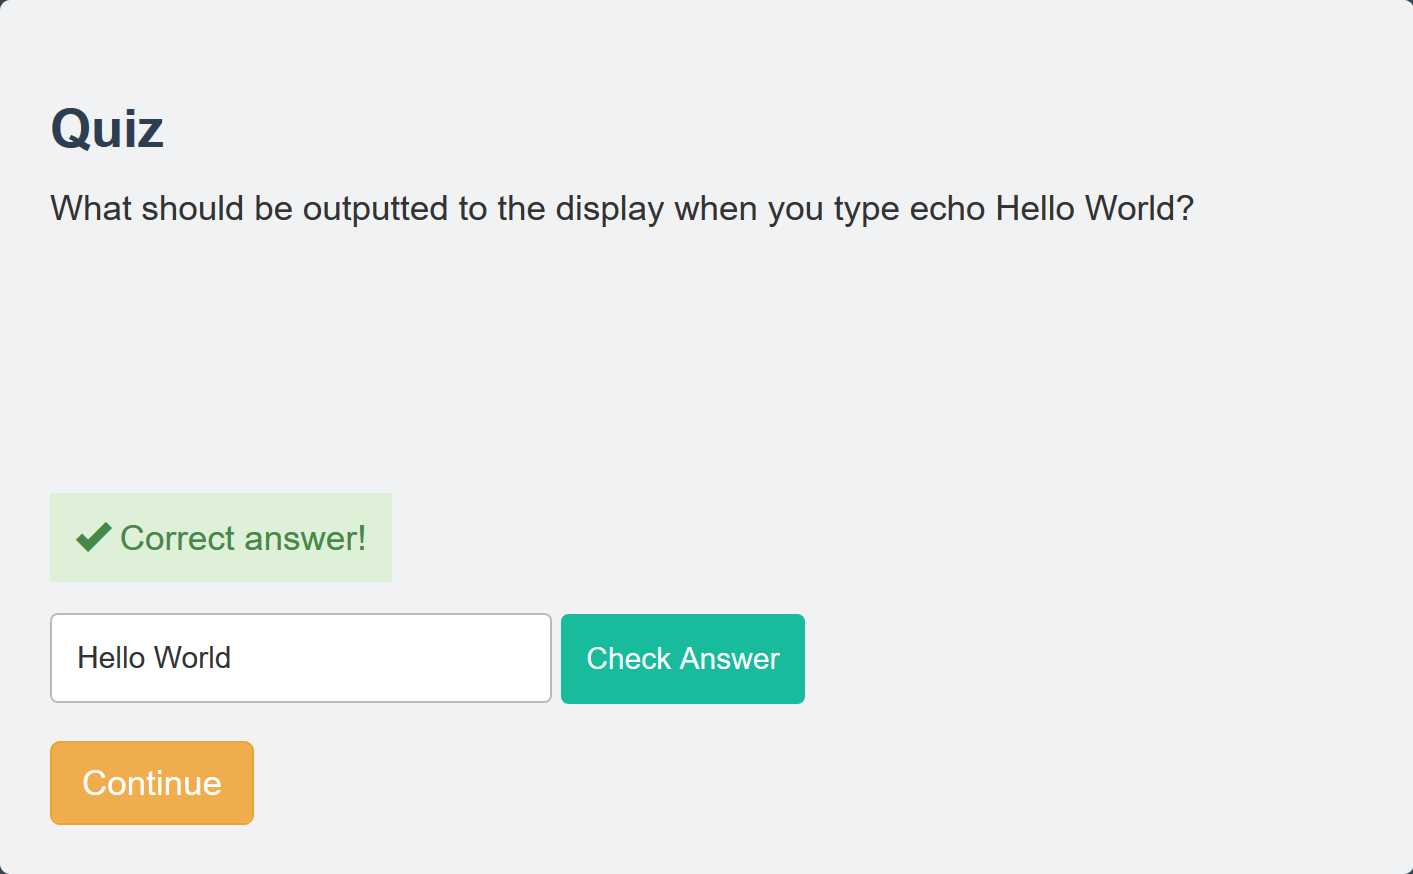 Quiz
What should be outputted to the display when you type echo Hello World?
Correct answer!
Hello World
Check Answer
Continue